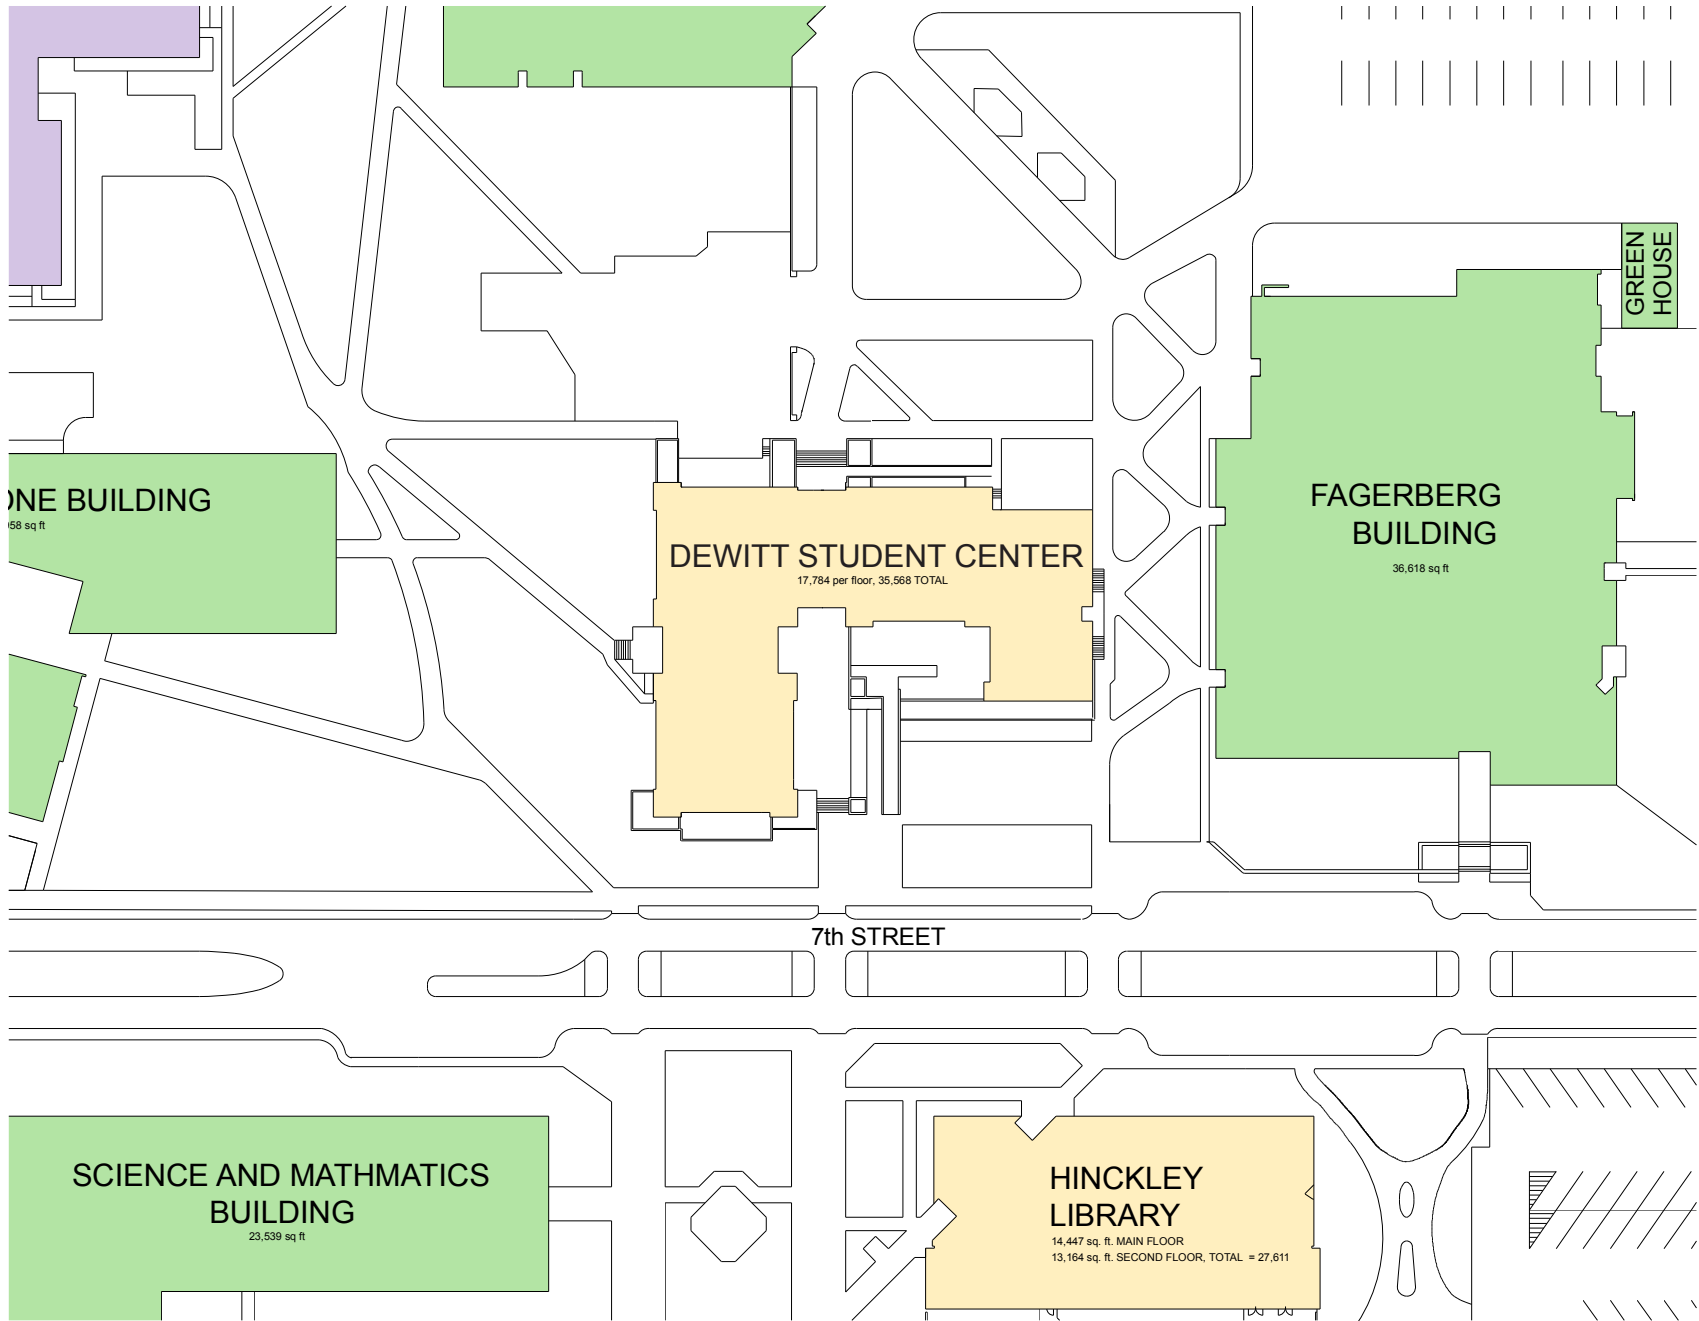 GREEN
HOUSE
ONE BUILDING
958 sq ft
FAGERBERG
BUILDING
36,618 sq ft
DEWITT STUDENT CENTER
17,784 per floor, 35,568 TOTAL
7th STREET
SCIENCE AND MATHMATICS
BUILDING
23,539 sq ft
HINCKLEY
LIBRARY
14,447 sq. ft. MAIN FLOOR
13,164 sq. ft. SECOND FLOOR, TOTAL = 27,611